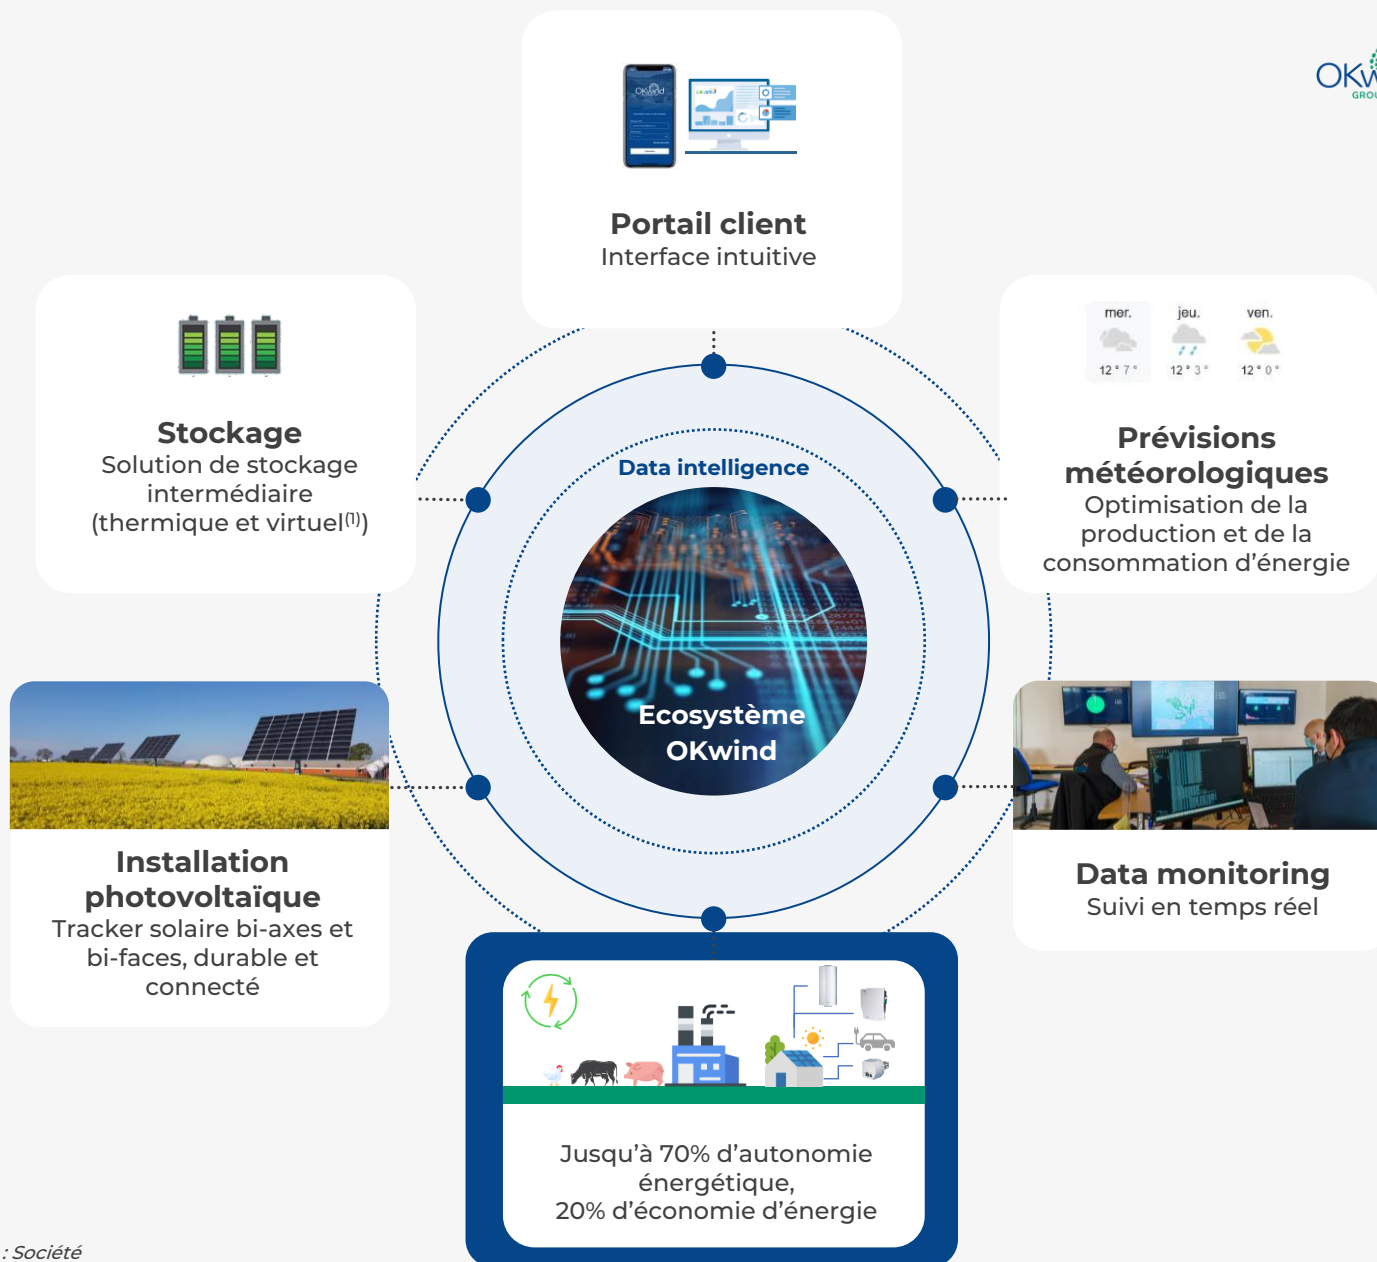 OKwind
Portail client
Interface intuitive
OKw
GROU
Stockage
Solution de stockage
intermédiaire
(thermique et virtuel(1))
mer. jeu. ven.
12 ° 7 ° 12 ° 3 ° 12 ° 0 °
Prévisions
météorologiques
Optimisation de la
production et de la
consommation d’énergie
Data intelligence
Ecosystème
OKwind
Installation
photovoltaïque
Tracker solaire bi-axes et
bi-faces, durable et
connecté
Data monitoring
Suivi en temps réel
Jusqu’à 70% d’autonomie
énergétique,
20% d’économie d’énergie
: Société